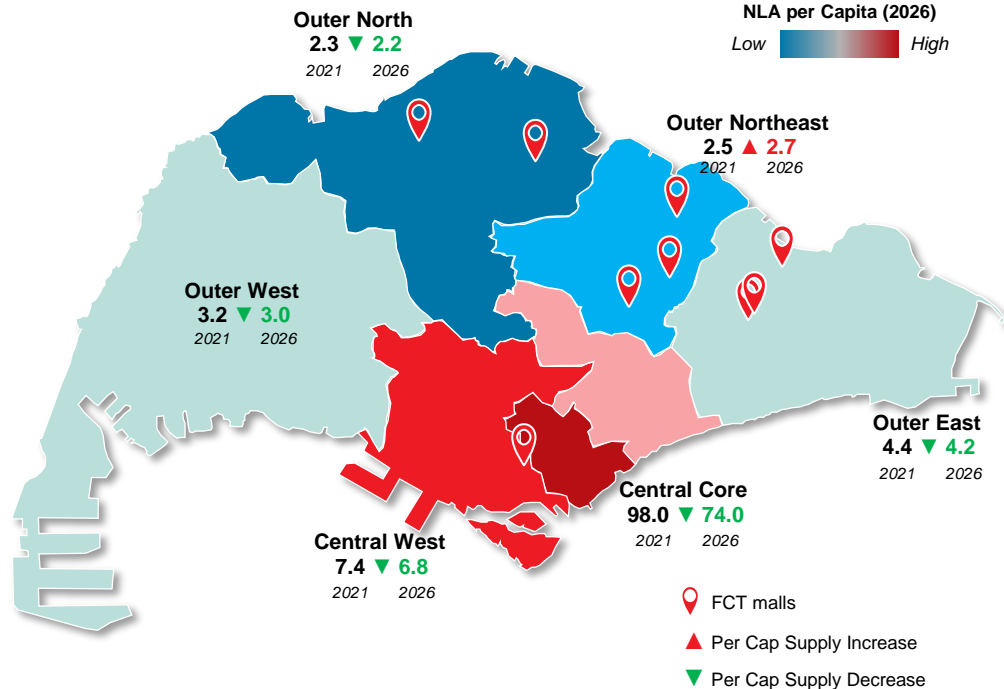 NLA per Capita (2026)
Low High
Outer North
2.3 ▼ 2.2
2021 2026
Outer Northeast
2.5 ▲ 2.7
2021 2026
Outer West
3.2 ▼ 3.0
2021 2026
Outer East
4.4 ▼ 4.2
2021 2026
Central Core
98.0 ▼ 74.0
2021 2026
Central West
7.4 ▼ 6.8
2021 2026
FCT malls
Per Cap Supply Increase
Per Cap Supply Decrease